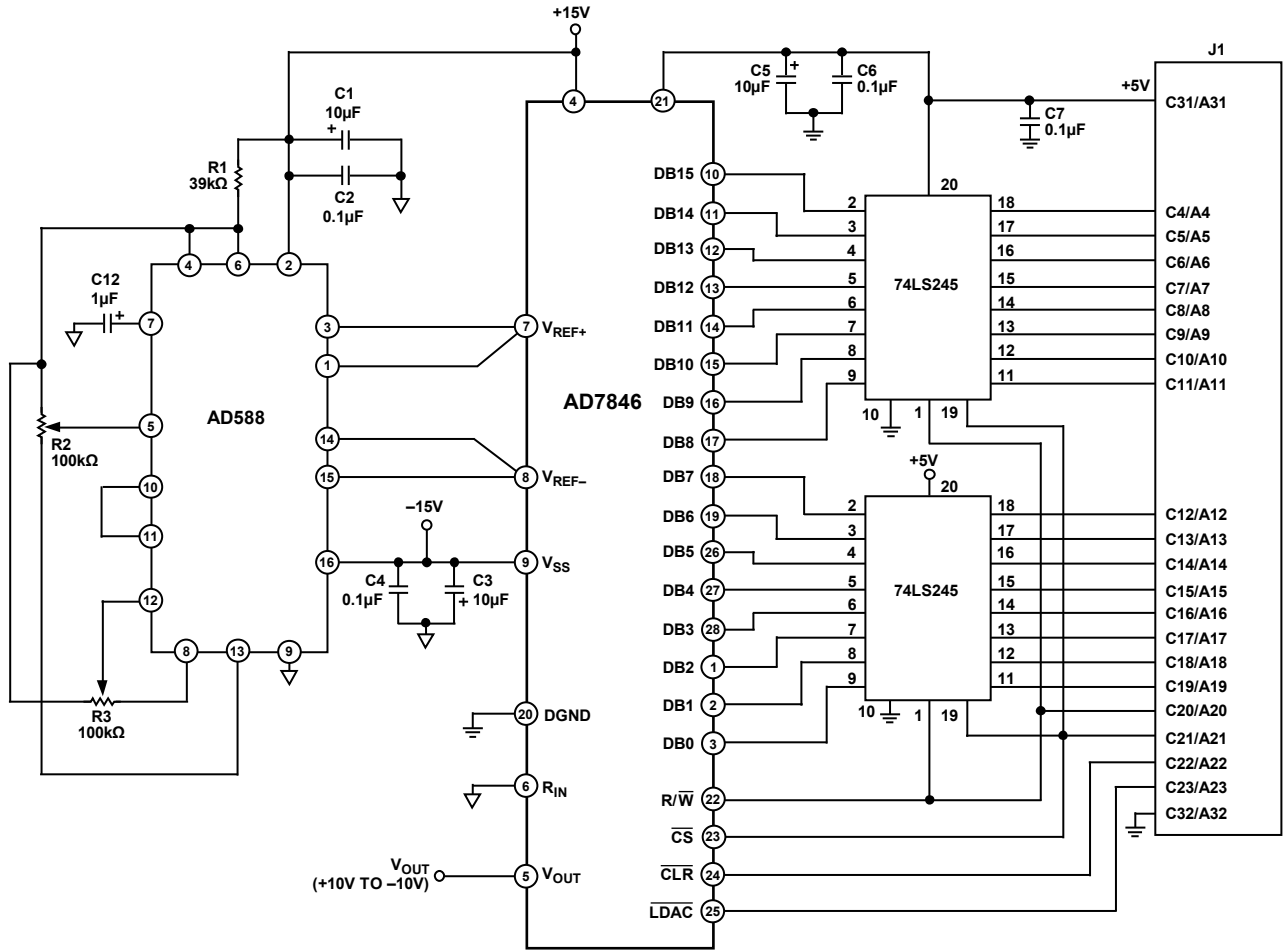 +15V
J1
C1
10µF
+
C2
0.1µF
R1
39kΩ
C12
1µF
+
4
6
2
7
3
1
5
14
15
10
11
16
12
8
13
9
AD588
R2
100kΩ
R3
100kΩ
–15V
C4
0.1µF
C3
+ 10µF
4
21
AD7846
7 VREF+
8 VREF–
9 VSS
20 DGND
6 RIN
5 VOUT
VOUT
(+10V TO –10V)
DB15 10
DB14 11
DB13 12
DB12 13
DB11 14
DB10 15
DB9 16
DB8 17
DB7 18
DB6 19
DB5 26
DB4 27
DB3 28
DB2 1
DB1 2
DB0 3
R/W̅ 22
C̅S̅ 23
C̅L̅R̅ 24
L̅D̅A̅C̅ 25
C5
10µF
+
C6
0.1µF
C7
0.1µF
+5V
20
2
3
4
5
6
7
8
9
74LS245
18
17
16
15
14
13
12
11
10
1
19
+5V
20
2
3
4
5
6
7
8
9
74LS245
18
17
16
15
14
13
12
11
10
1
19
C31/A31
C4/A4
C5/A5
C6/A6
C7/A7
C8/A8
C9/A9
C10/A10
C11/A11
C12/A12
C13/A13
C14/A14
C15/A15
C16/A16
C17/A17
C18/A18
C19/A19
C20/A20
C21/A21
C22/A22
C23/A23
C32/A32